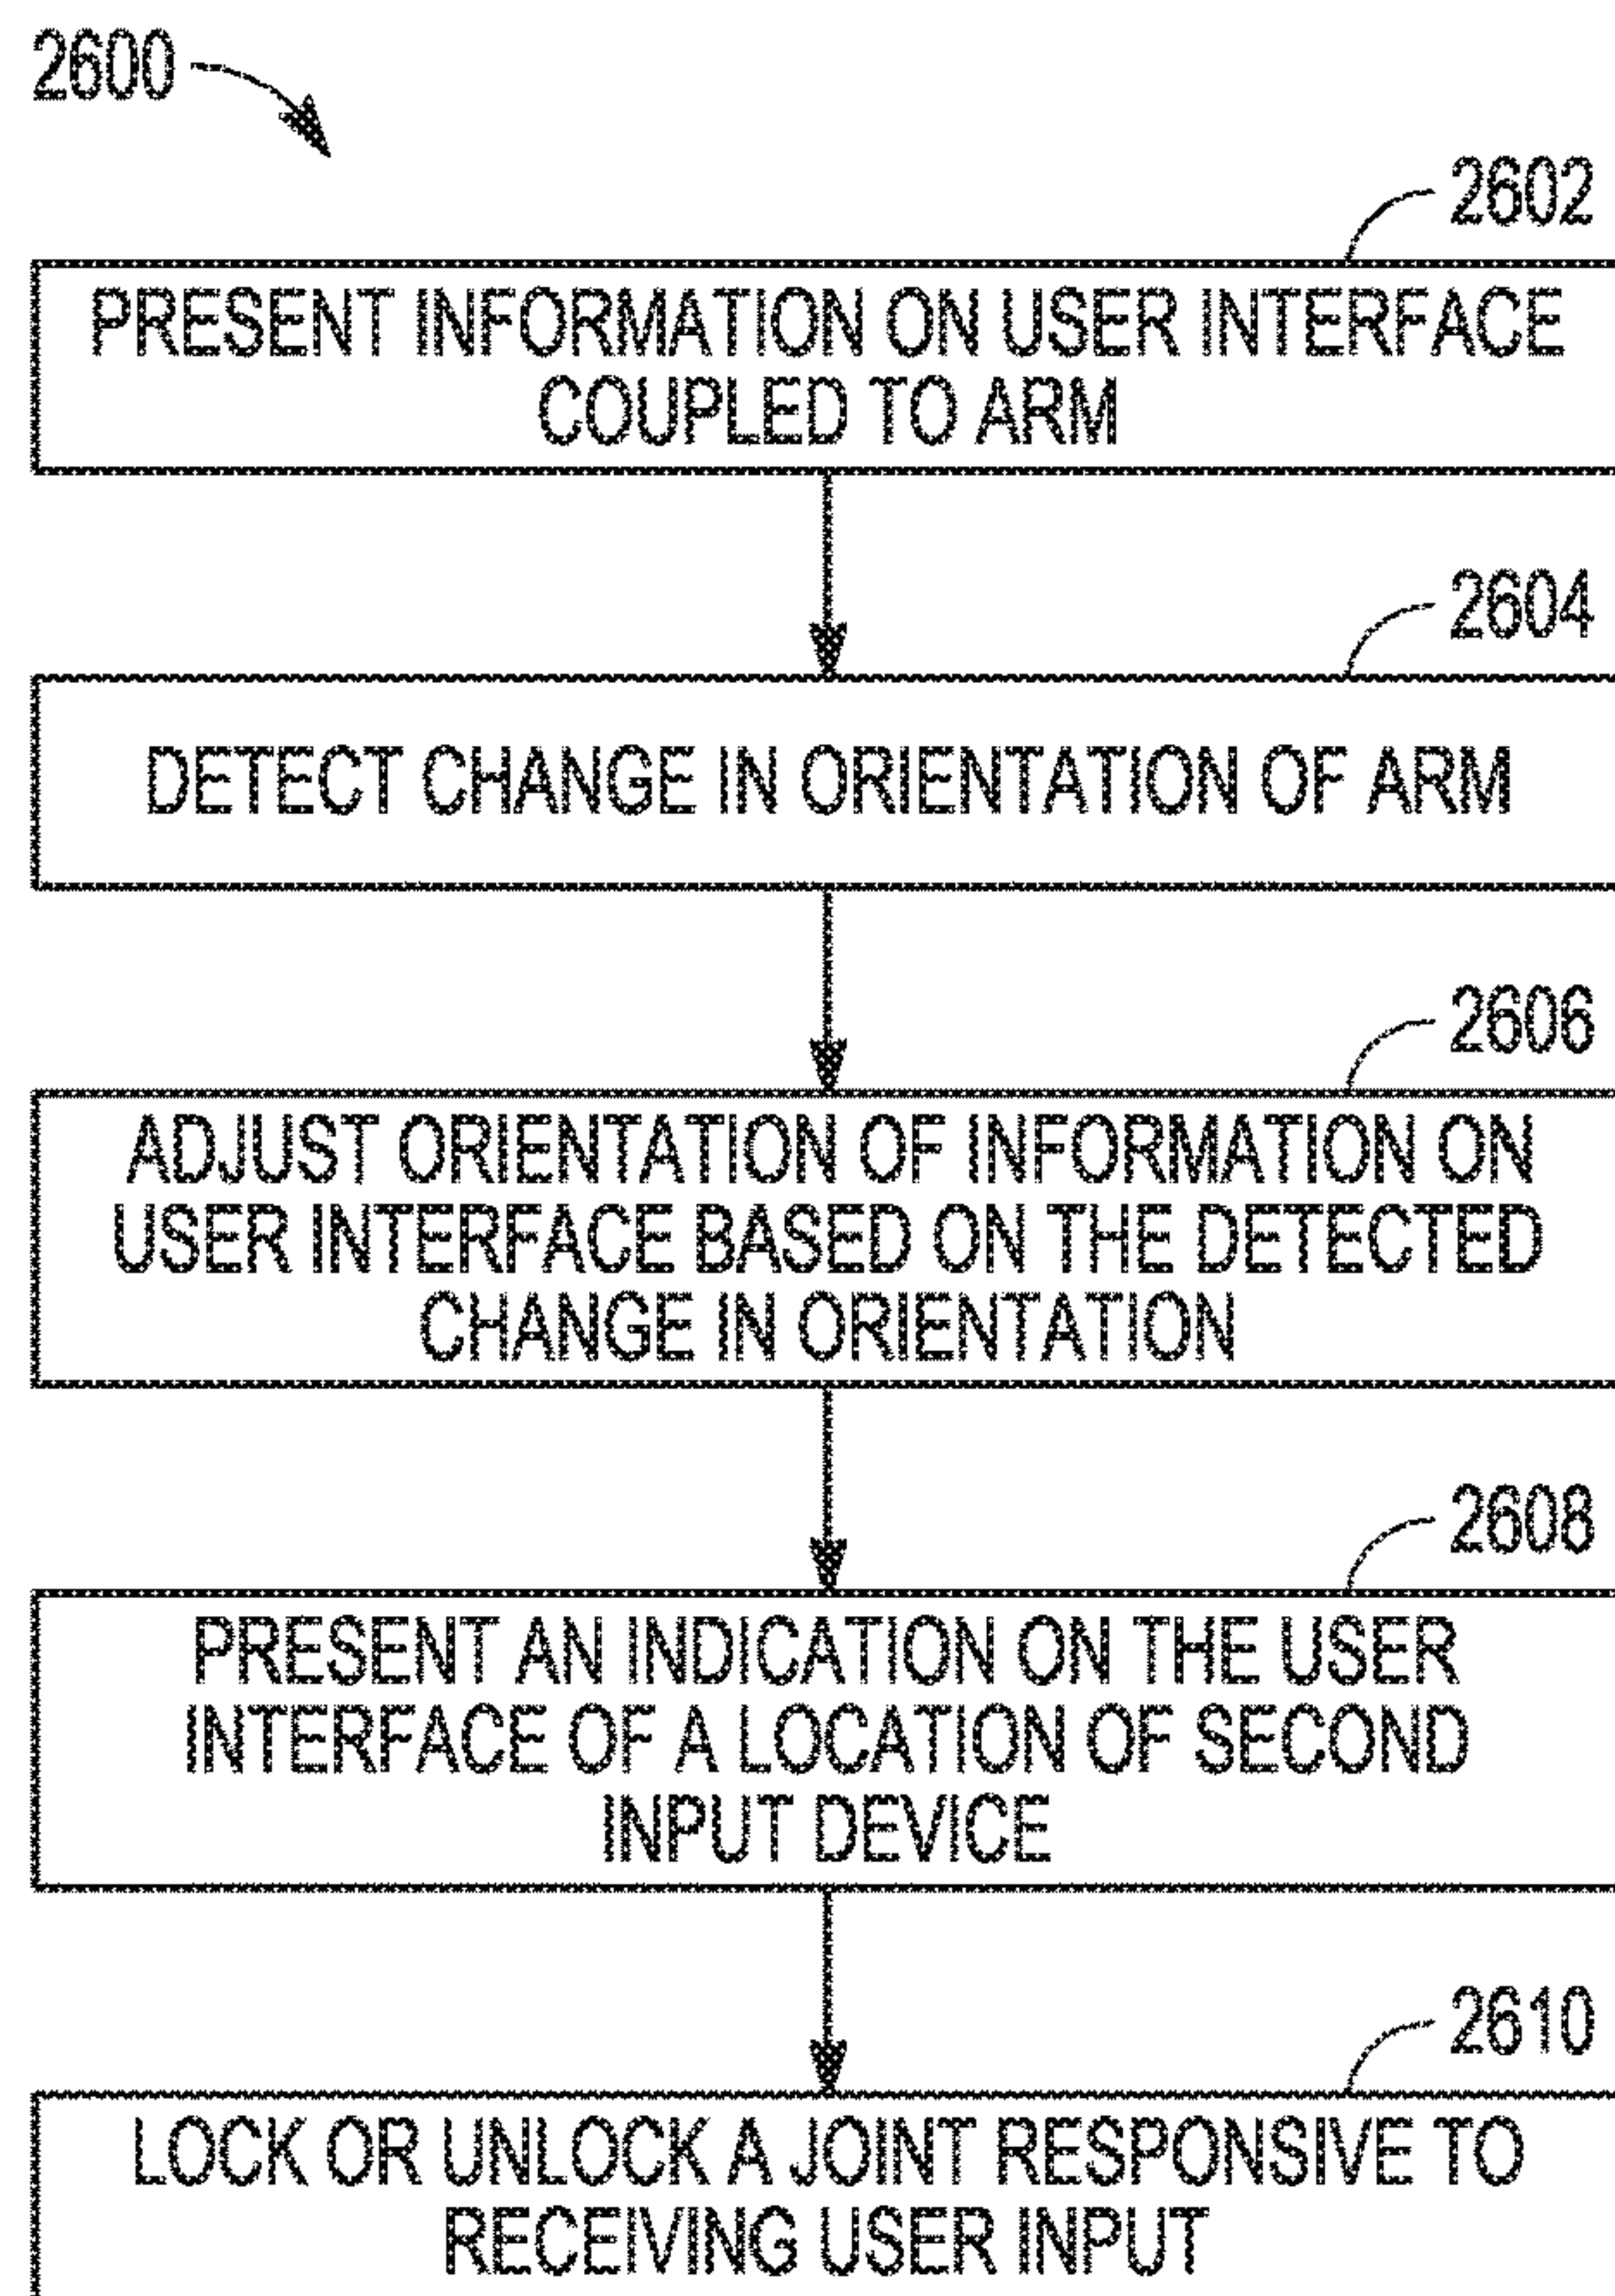 2600
2602
PRESENT INFORMATION ON USER INTERFACE
COUPLED TO ARM
2604
DETECT CHANGE IN ORIENTATION OF ARM
2606
ADJUST ORIENTATION OF INFORMATION ON
USER INTERFACE BASED ON THE DETECTED
CHANGE IN ORIENTATION
2608
PRESENT AN INDICATION ON THE USER
INTERFACE OF A LOCATION OF SECOND
INPUT DEVICE
2610
LOCK OR UNLOCK A JOINT RESPONSIVE TO
RECEIVING USER INPUT